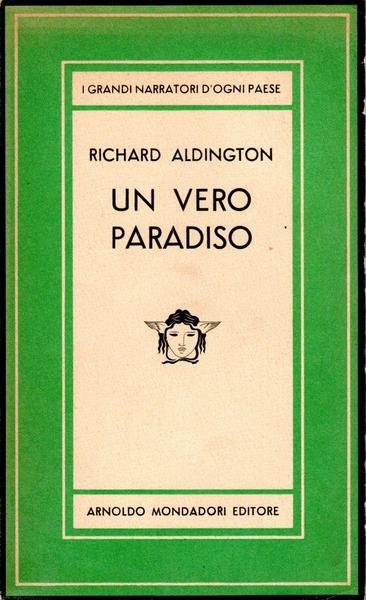 I GRANDI NARRATORI D'OGNI PAESE
RICHARD ALDINGTON
UN VERO
PARADISO
ARNOLDO MONDADORI EDITORE